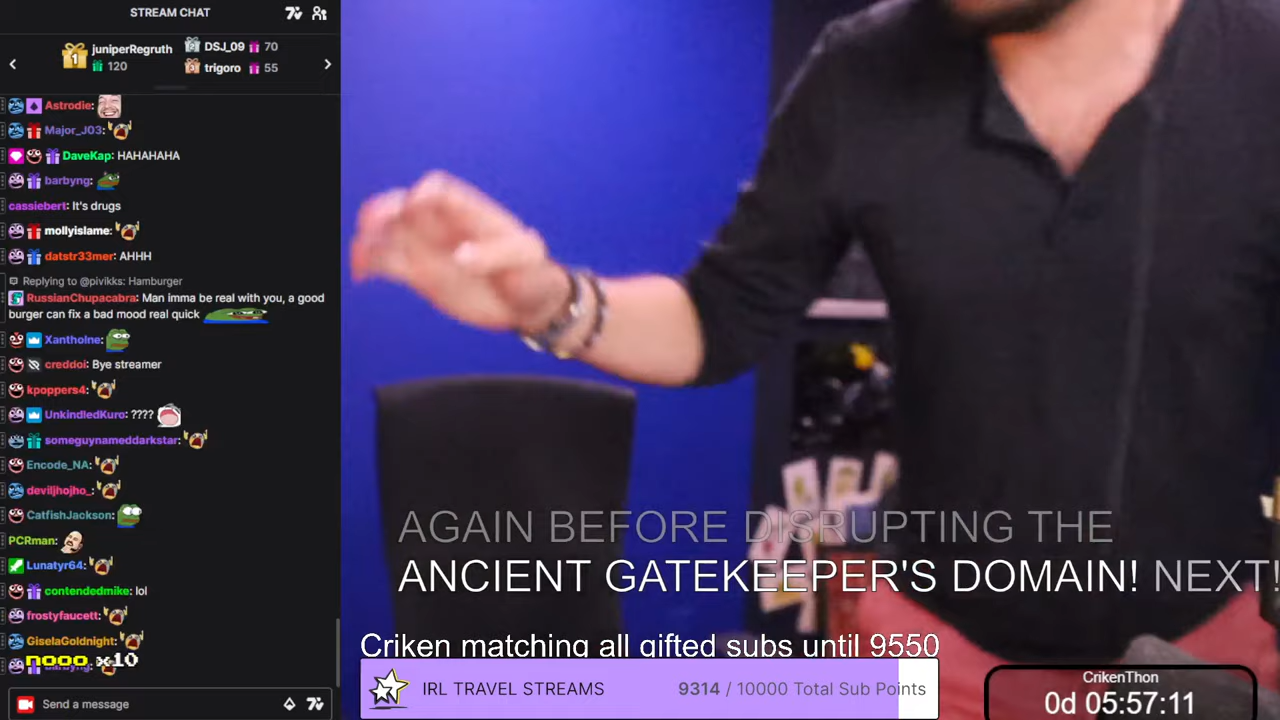 STREAM CHAT
juniperRegruth
120
DSJ_09 70
trigoro 55
Astrodie:
Major_J03:
DaveKap: HAHAHAHA
barbyng:
cassiebert: It's drugs
mollyislame:
datstr33mer: AHHH
Replying to @pivikks: Hamburger
RussianChupacabra: Man imma be real with you, a good
burger can fix a bad mood real quick
Xantholne:
creddoi: Bye streamer
kpoppers4:
UnkindledKuro: ????
someguynameddarkstar:
Encode_NA:
deviljhojho_:
CatfishJackson:
PCRman:
Lunatyr64:
contendedmike: lol
frostyfaucett:
GiselaGoldnight:
nooo x10
Send a message
AGAIN BEFORE DISRUPTING THE
ANCIENT GATEKEEPER'S DOMAIN! NEXT!
Criken matching all gifted subs until 9550
IRL TRAVEL STREAMS 9314 / 10000 Total Sub Points
CrikenThon
0d 05:57:11